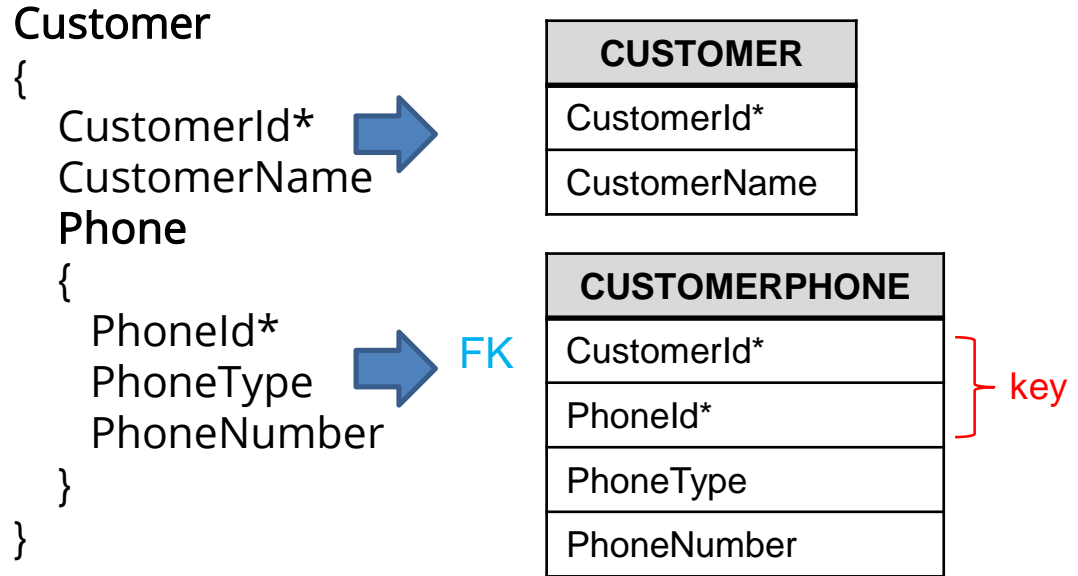 Customer
{
CustomerId*
CustomerName
Phone
{
PhoneId*
PhoneType
PhoneNumber
}
}
CUSTOMER
CustomerId*
CustomerName
CUSTOMERPHONE
FK
CustomerId*
PhoneId*
key
PhoneType
PhoneNumber